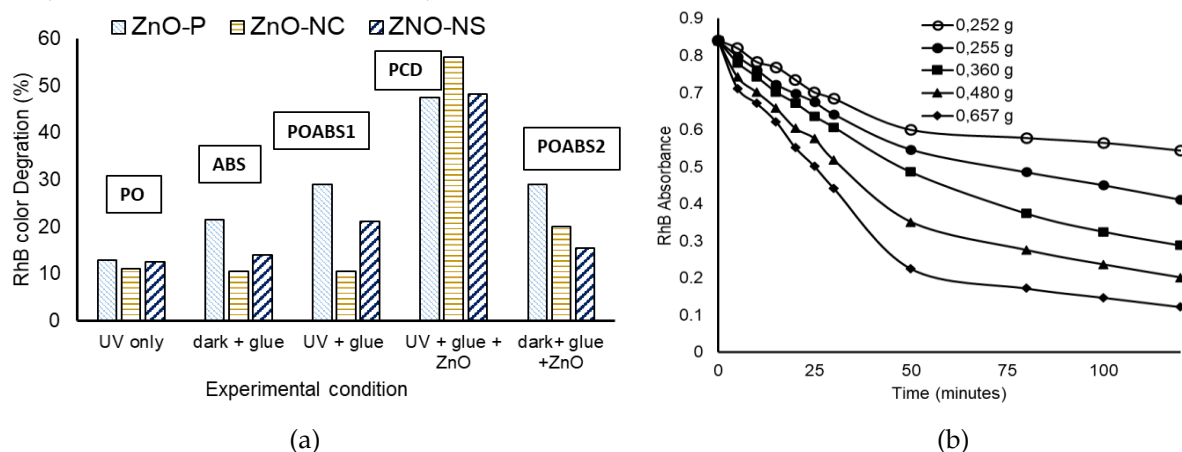 ZnO-P ZnO-NC ZNO-NS
60
50
40
30
20
10
0
RhB color Degration (%)
PO
ABS
POABS1
PCD
POABS2
UV only
dark + glue
UV + glue
UV + glue +
ZnO
dark+ glue
+ZnO
Experimental condition
(a)
0.9
0.8
0.7
0.6
0.5
0.4
0.3
0.2
0.1
0
RhB Absorbance
0,252 g
0,255 g
0,360 g
0,480 g
0,657 g
0 25 50 75 100
Time (minutes)
(b)